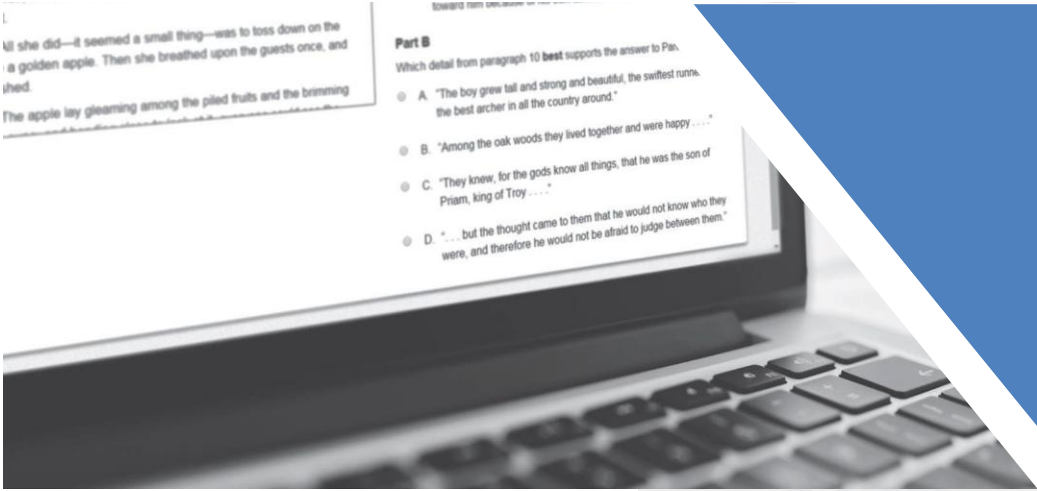 All she did—it seemed a small thing—was to toss down on the
a golden apple. Then she breathed upon the guests once, and
shed.
The apple lay gleaming among the piled fruits and the brimming
toward him because of his
Part B
Which detail from paragraph 10 best supports the answer to Par
A. "The boy grew tall and strong and beautiful, the swiftest runne
the best archer in all the country around."
B. "Among the oak woods they lived together and were happy . . . ."
C. "They knew, for the gods know all things, that he was the son of
Priam, king of Troy . . . ."
D. ". . . but the thought came to them that he would not know who they
were, and therefore he would not be afraid to judge between them."